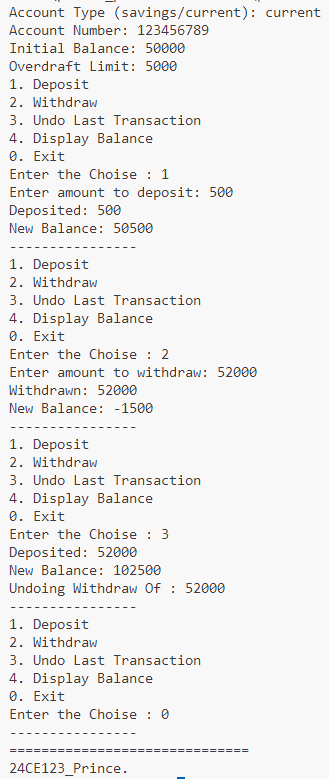 Account Type (savings/current): current
Account Number: 123456789
Initial Balance: 50000
Overdraft Limit: 5000
1. Deposit
2. Withdraw
3. Undo Last Transaction
4. Display Balance
0. Exit
Enter the Choise : 1
Enter amount to deposit: 500
Deposited: 500
New Balance: 50500
----------------
1. Deposit
2. Withdraw
3. Undo Last Transaction
4. Display Balance
0. Exit
Enter the Choise : 2
Enter amount to withdraw: 52000
Withdrawn: 52000
New Balance: -1500
----------------
1. Deposit
2. Withdraw
3. Undo Last Transaction
4. Display Balance
0. Exit
Enter the Choise : 3
Deposited: 52000
New Balance: 102500
Undoing Withdraw Of : 52000
----------------
1. Deposit
2. Withdraw
3. Undo Last Transaction
4. Display Balance
0. Exit
Enter the Choise : 0
----------------
==============================
24CE123_Prince.